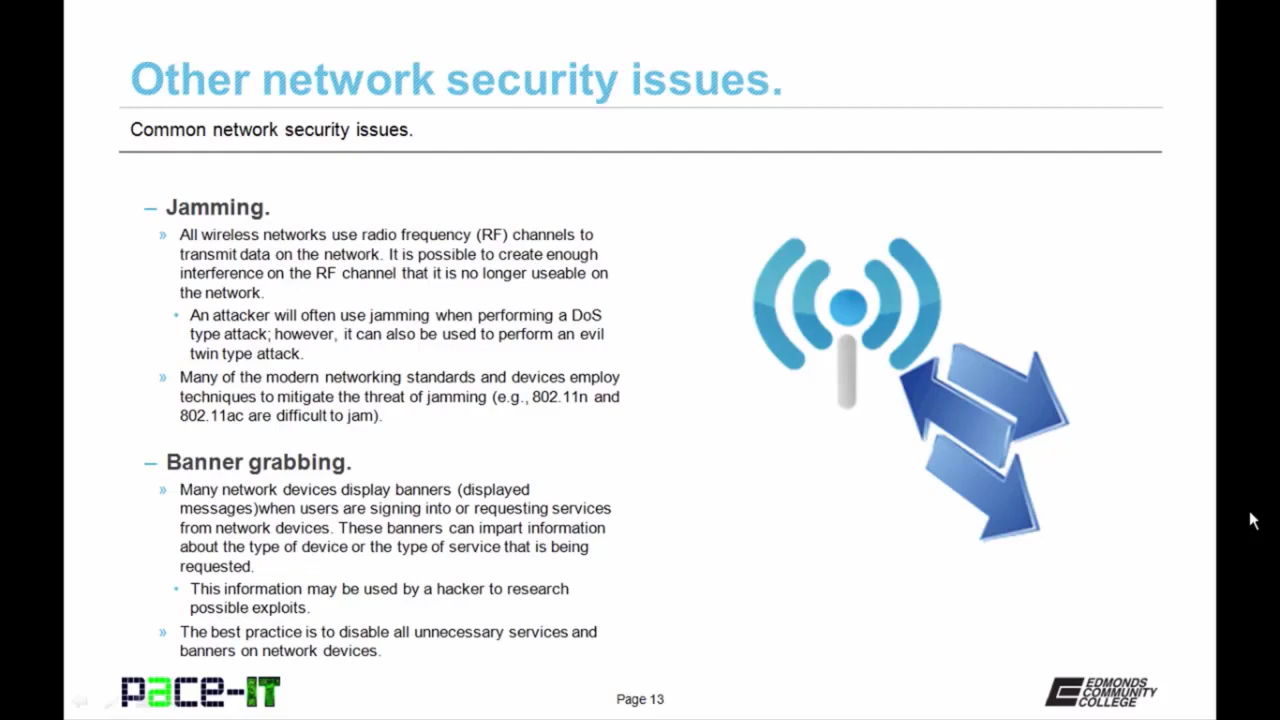 Other network security issues.
Common network security issues.
– Jamming.
» All wireless networks use radio frequency (RF) channels to
transmit data on the network. It is possible to create enough
interference on the RF channel that it is no longer useable on
the network.
• An attacker will often use jamming when performing a DoS
type attack; however, it can also be used to perform an evil
twin type attack.
» Many of the modern networking standards and devices employ
techniques to mitigate the threat of jamming (e.g., 802.11n and
802.11ac are difficult to jam).
– Banner grabbing.
» Many network devices display banners (displayed
messages)when users are signing into or requesting services
from network devices. These banners can impart information
about the type of device or the type of service that is being
requested.
• This information may be used by a hacker to research
possible exploits.
» The best practice is to disable all unnecessary services and
banners on network devices.
pace-IT
Page 13
EDMONDS
COMMUNITY
COLLEGE